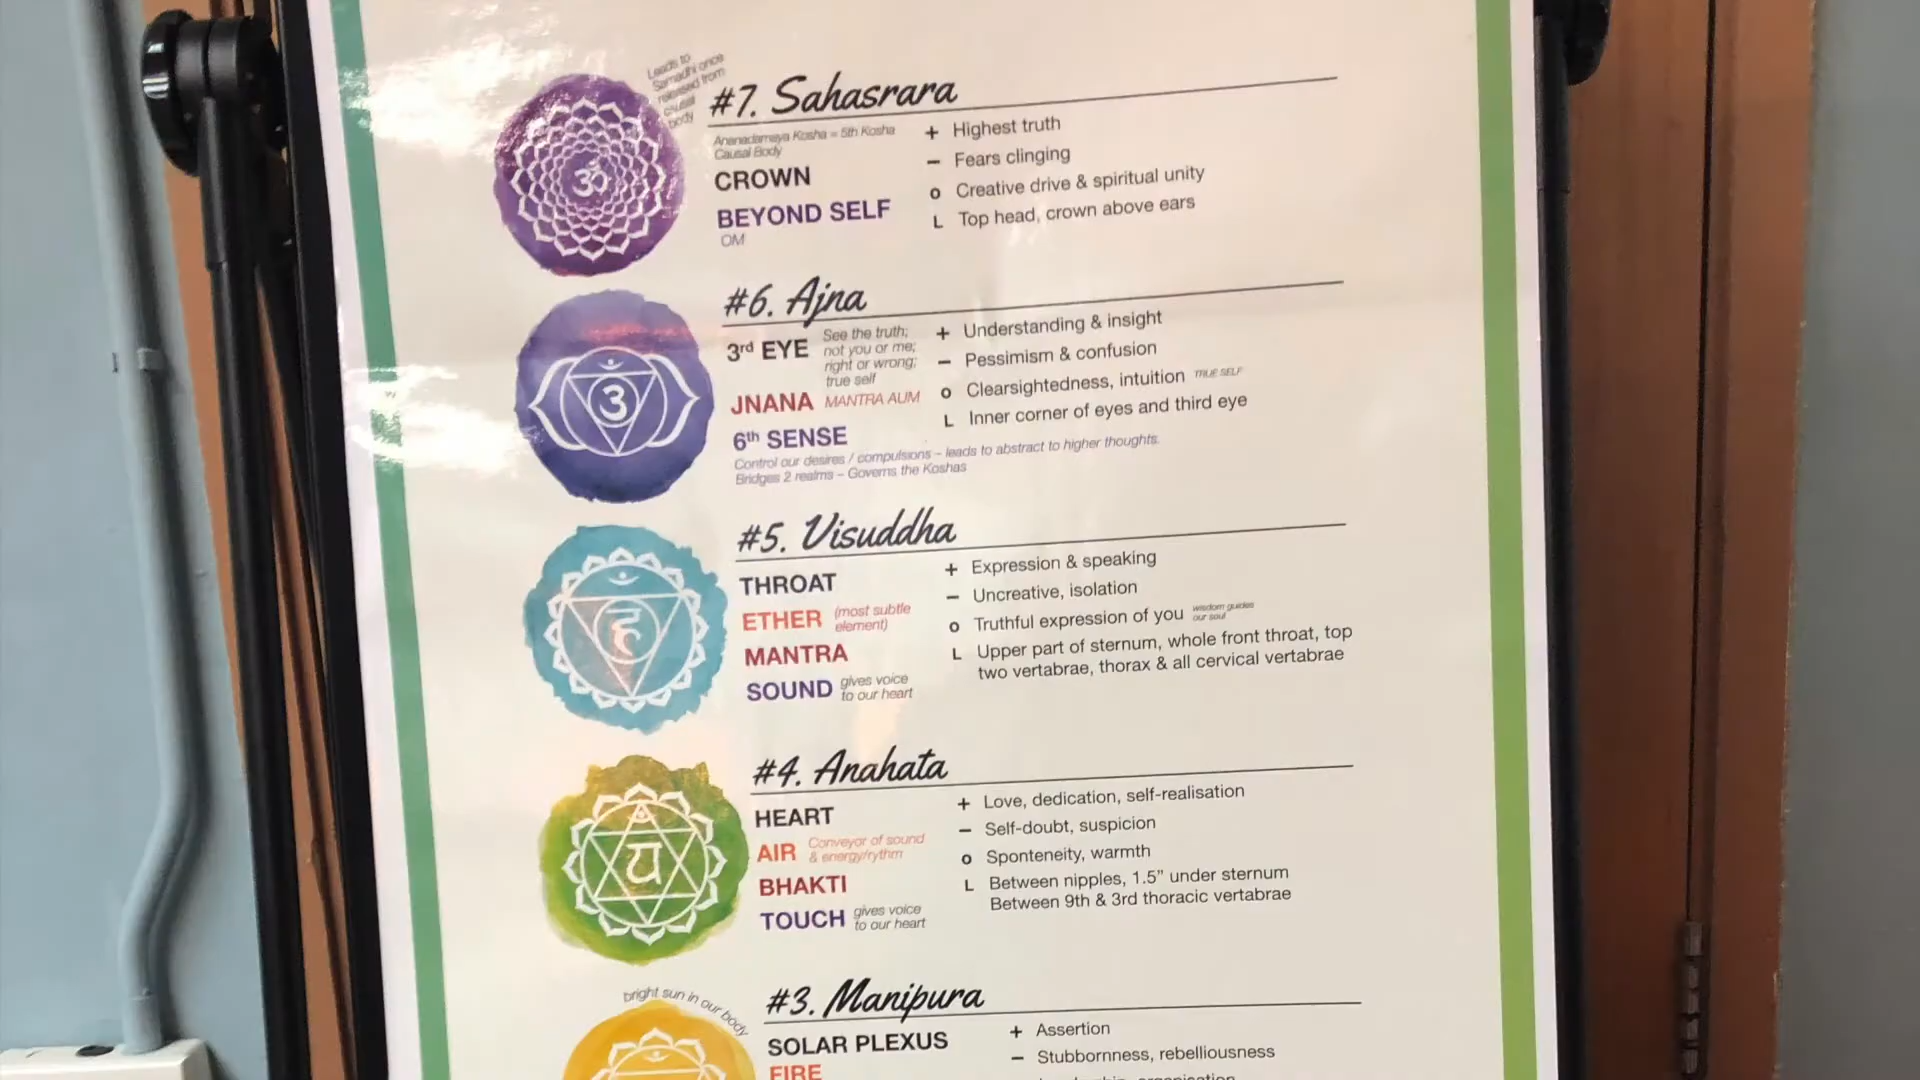 Leads to
Samadhi once
released from
causal
body
#7. Sahasrara
Ananadamaya Kosha = 5th Kosha
Causal Body
CROWN
BEYOND SELF
OM
+ Highest truth
− Fears clinging
o Creative drive & spiritual unity
L Top head, crown above ears
ॐ
#6. Ajna
3rd EYE
See the truth;
not you or me;
right or wrong;
true self
JNANA MANTRA AUM
6th SENSE
+ Understanding & insight
− Pessimism & confusion
o Clearsightedness, intuition TRUE SELF
L Inner corner of eyes and third eye
Control our desires / compulsions – leads to abstract to higher thoughts.
Bridges 2 realms – Governs the Koshas
#5. Visuddha
THROAT
ETHER (most subtle
element)
MANTRA
SOUND gives voice
to our heart
+ Expression & speaking
− Uncreative, isolation
o Truthful expression of you wisdom guides
our soul
L Upper part of sternum, whole front throat, top
two vertabrae, thorax & all cervical vertabrae
#4. Anahata
HEART
AIR Conveyor of sound
& energy/rythm
BHAKTI
TOUCH gives voice
to our heart
+ Love, dedication, self-realisation
− Self-doubt, suspicion
o Sponteneity, warmth
L Between nipples, 1.5” under sternum
Between 9th & 3rd thoracic vertabrae
bright sun in our body
#3. Manipura
SOLAR PLEXUS
FIRE
+ Assertion
− Stubbornness, rebelliousness